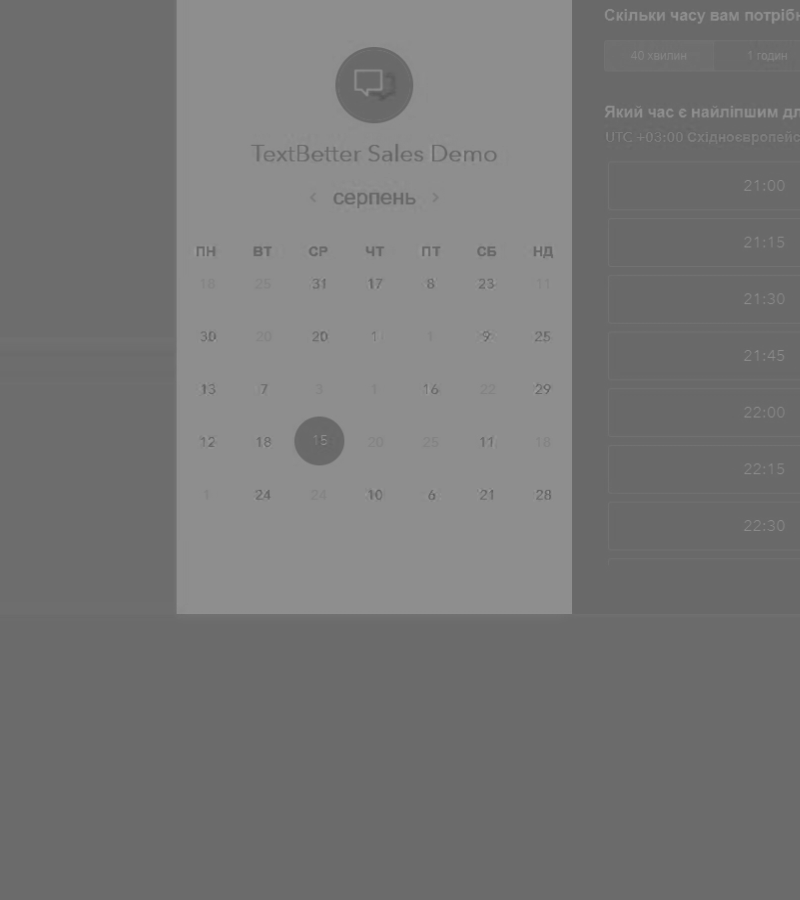 TextBetter Sales Demo
‹ серпень ›
ПН ВТ СР ЧТ ПТ СБ НД
18 25 31 17 8 23 11
30 20 20 1 1 9 25
13 7 3 1 16 22 29
12 18 15 20 25 11 18
1 24 24 10 6 21 28
Скільки часу вам потрібн
40 хвилин 1 годин
Який час є найліпшим дл
UTC +03:00 Східноєвропейс
21:00
21:15
21:30
21:45
22:00
22:15
22:30